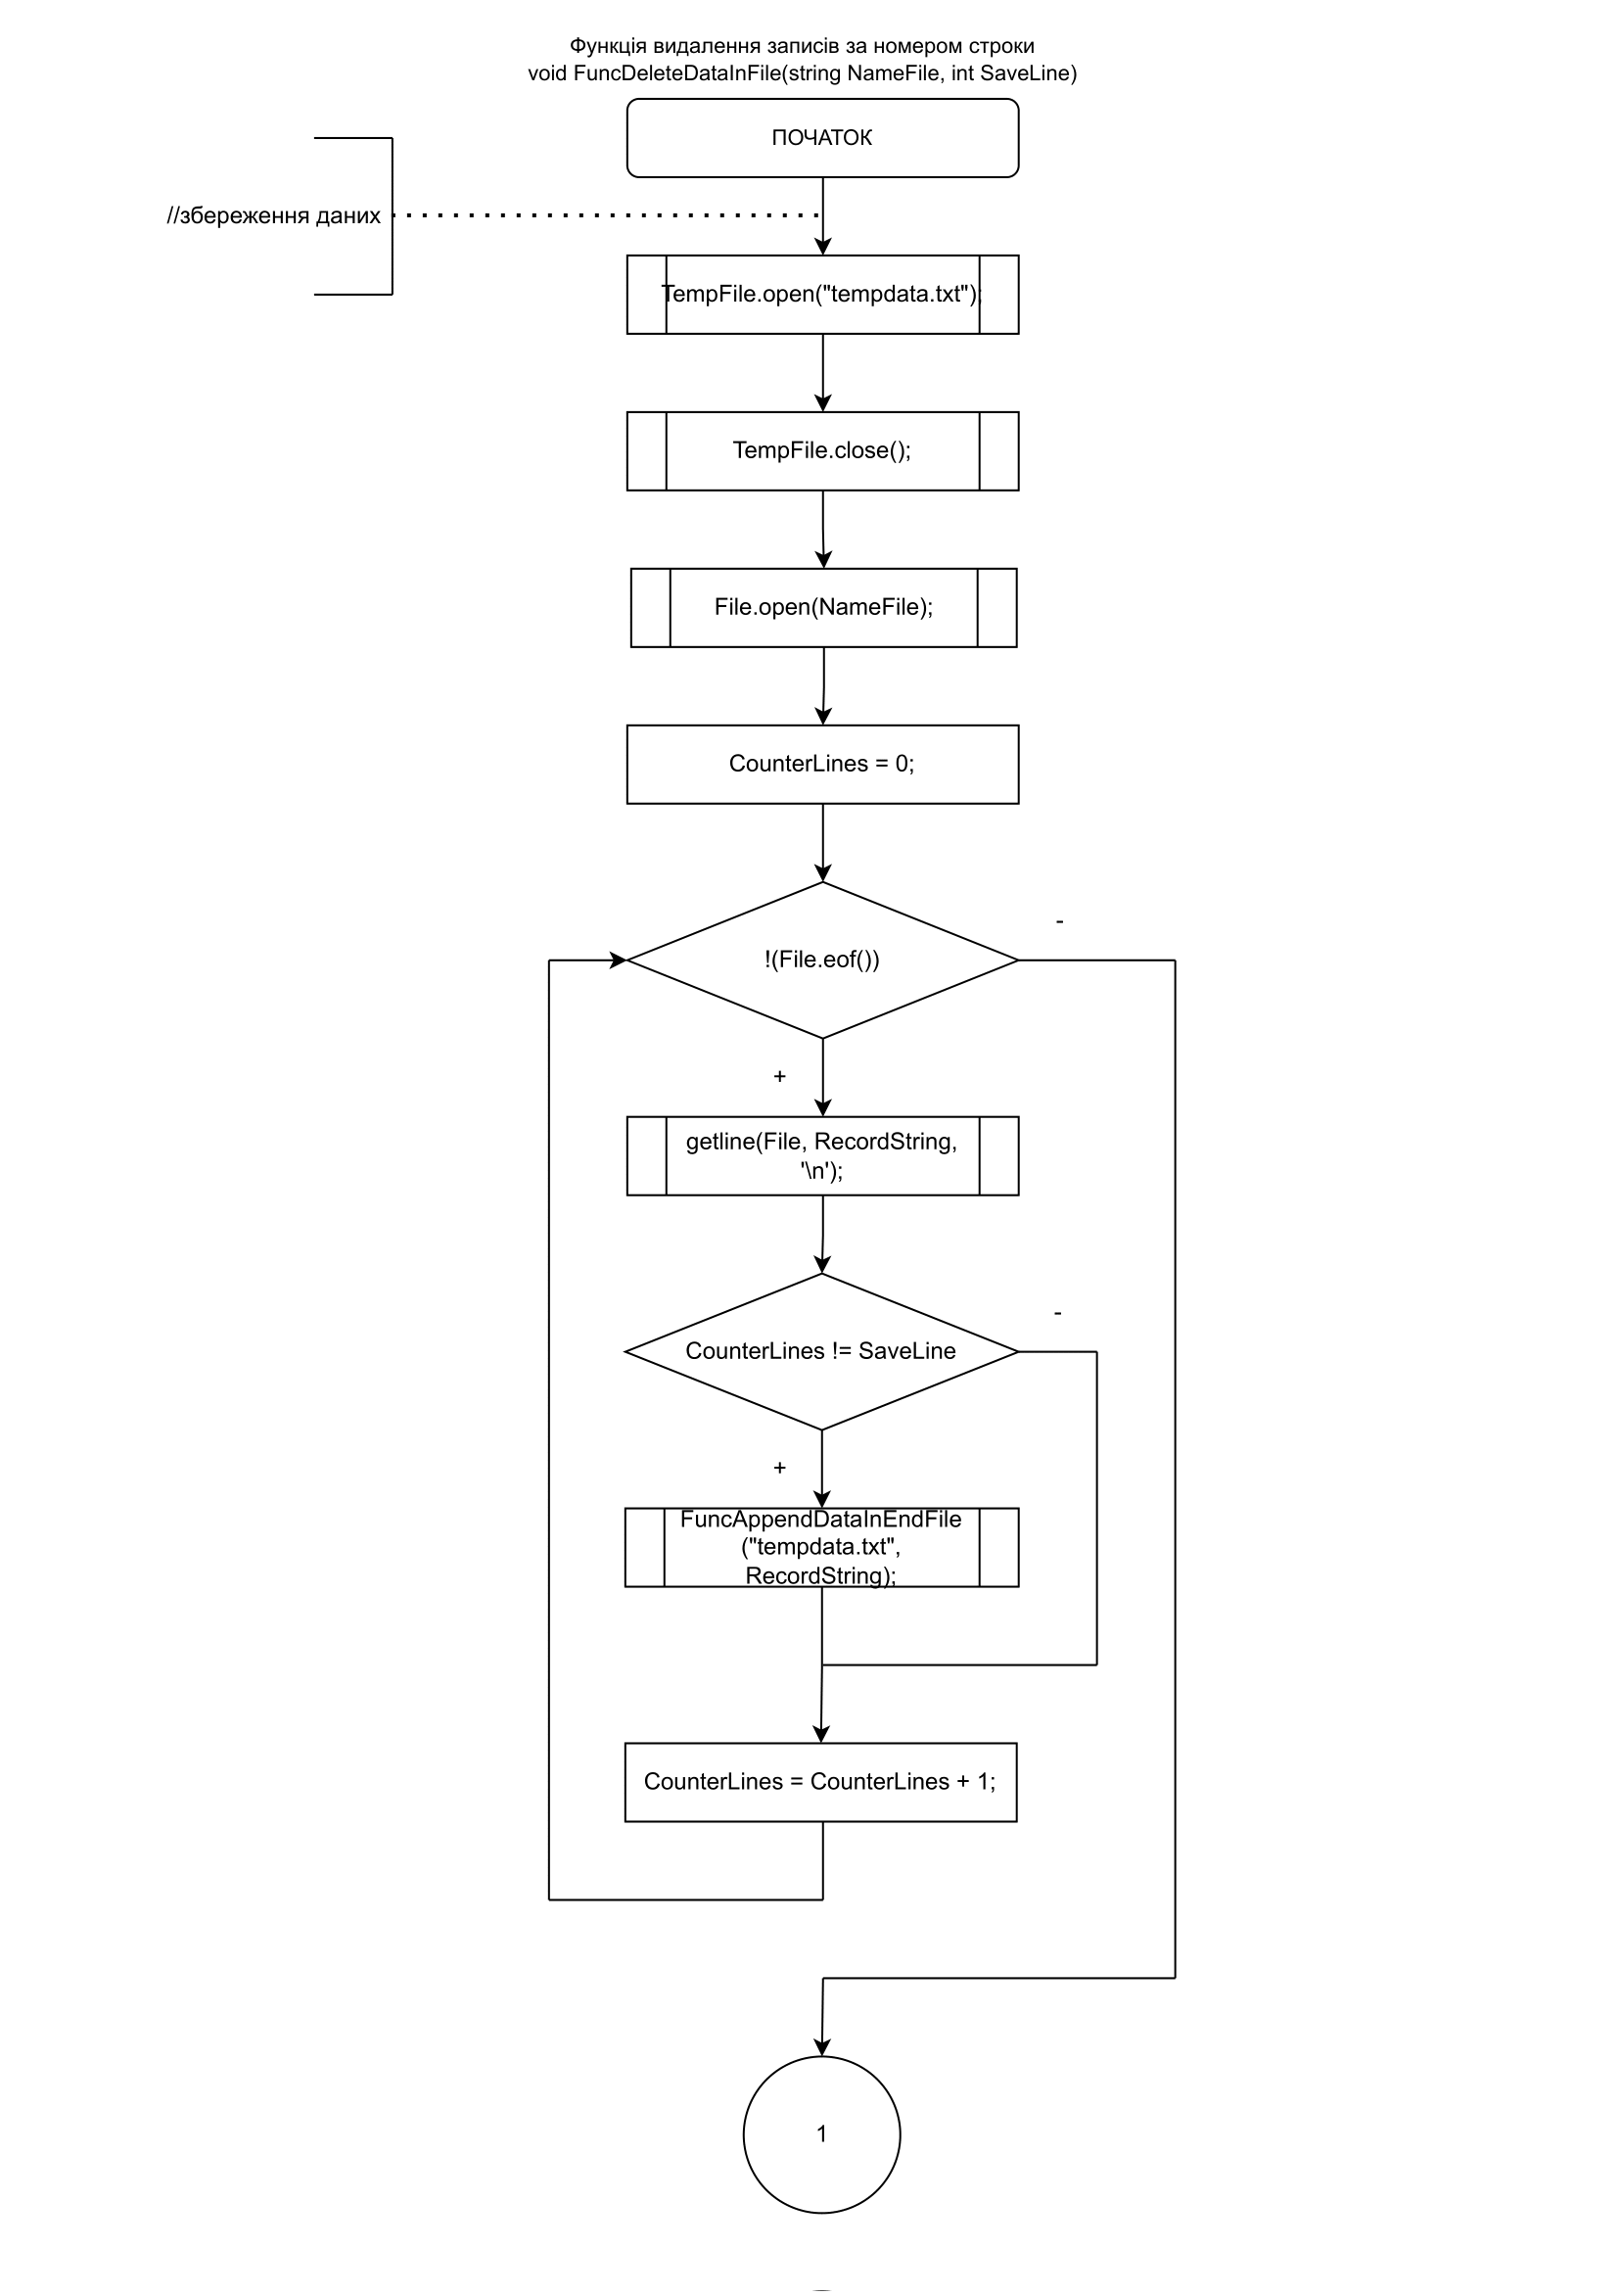 Функція видалення записів за номером строки
void FuncDeleteDataInFile(string NameFile, int SaveLine)
ПОЧАТОК
//збереження даних
TempFile.open("tempdata.txt");
TempFile.close();
File.open(NameFile);
CounterLines = 0;
-
!(File.eof())
+
getline(File, RecordString,
'\n');
-
CounterLines != SaveLine
+
FuncAppendDataInEndFile
("tempdata.txt",
RecordString);
CounterLines = CounterLines + 1;
1